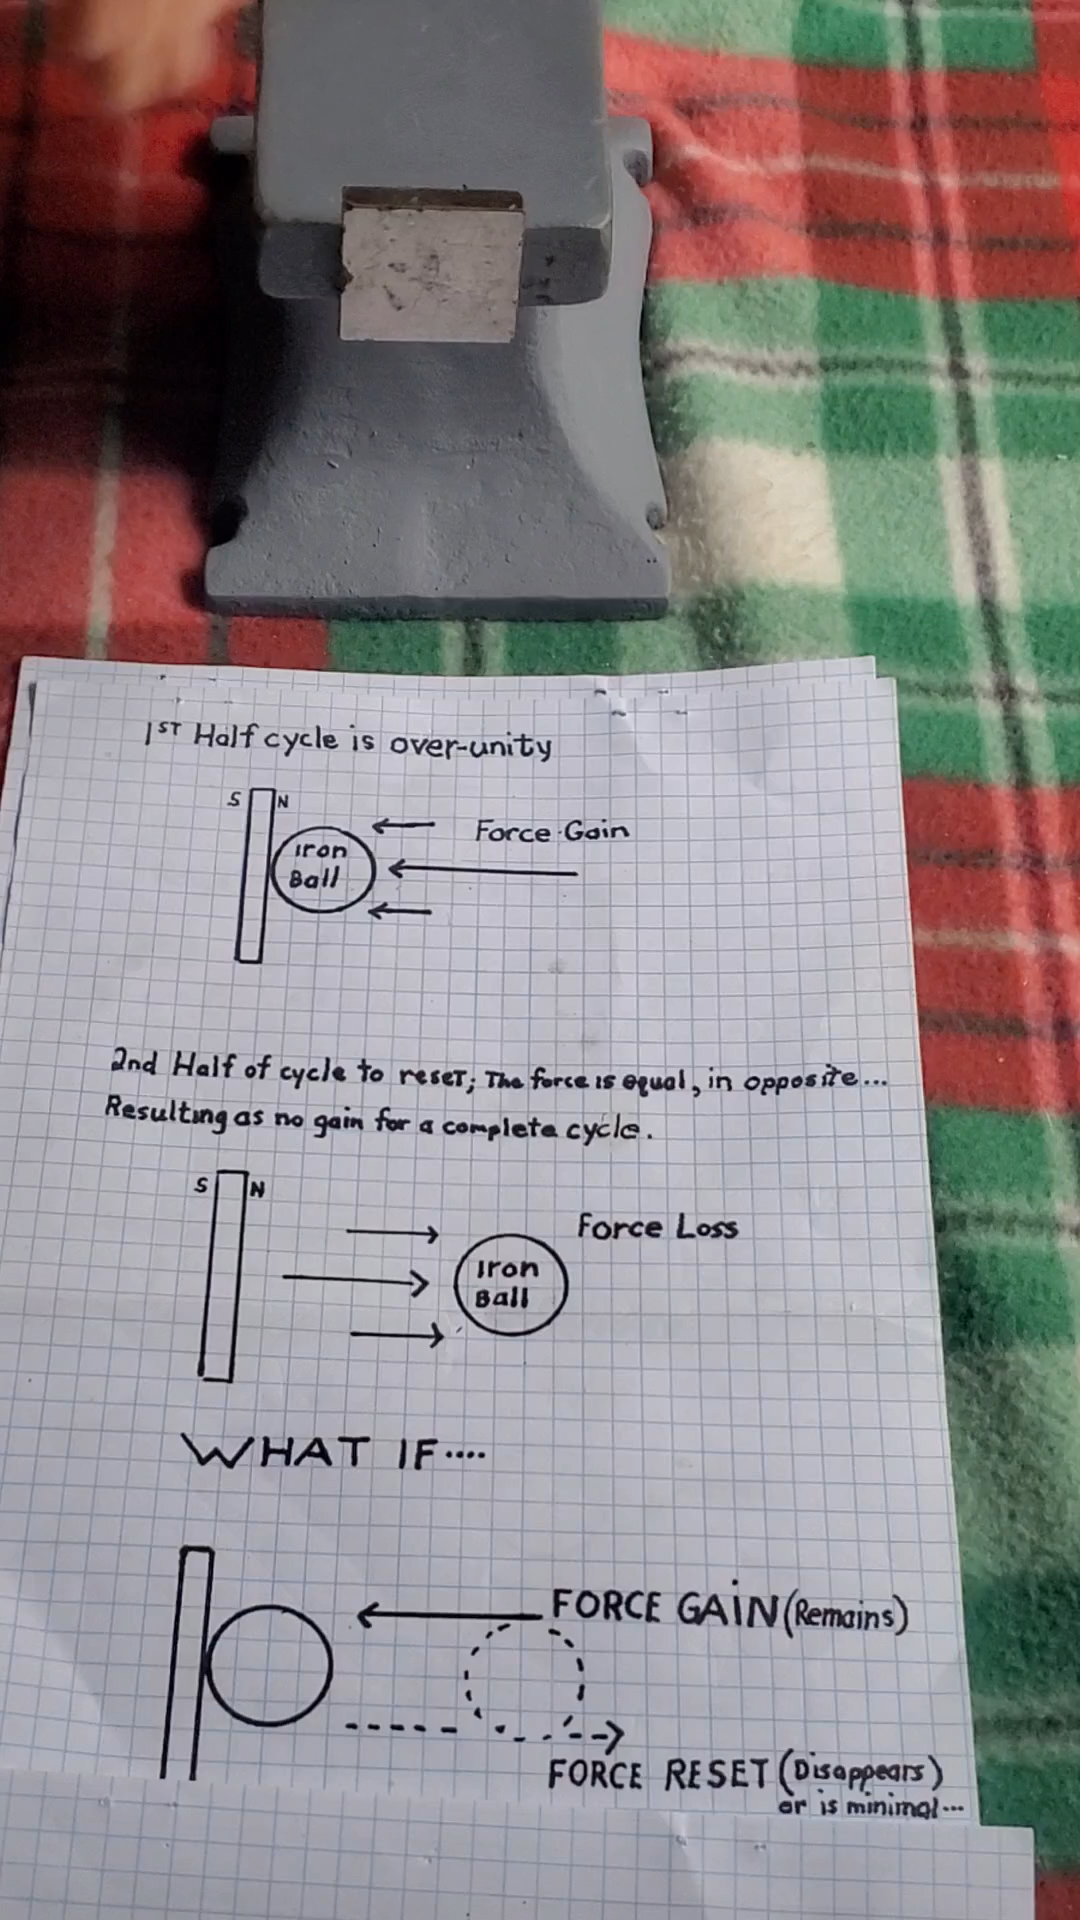 1ST Half cycle is over-unity
S N
Force Gain
Iron
Ball
2nd Half of cycle to reset; The force is equal, in opposite...
Resulting as no gain for a complete cycle.
S N
Force Loss
Iron
Ball
WHAT IF....
FORCE GAIN (Remains)
FORCE RESET (Disappears)
or is minimal...